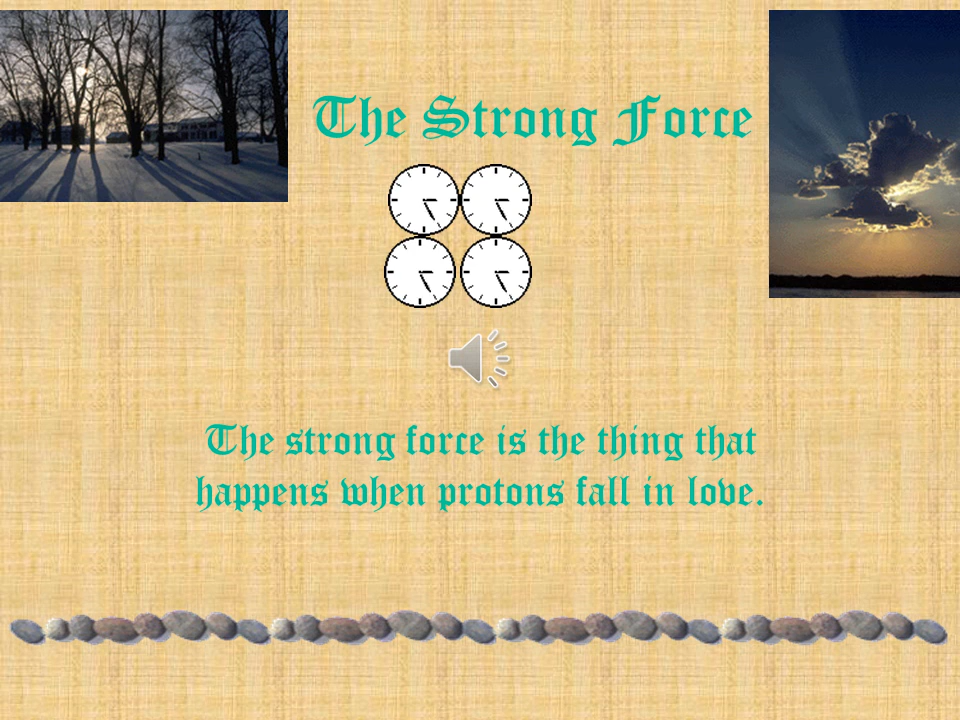 The Strong Force
The strong force is the thing that
happens when protons fall in love.